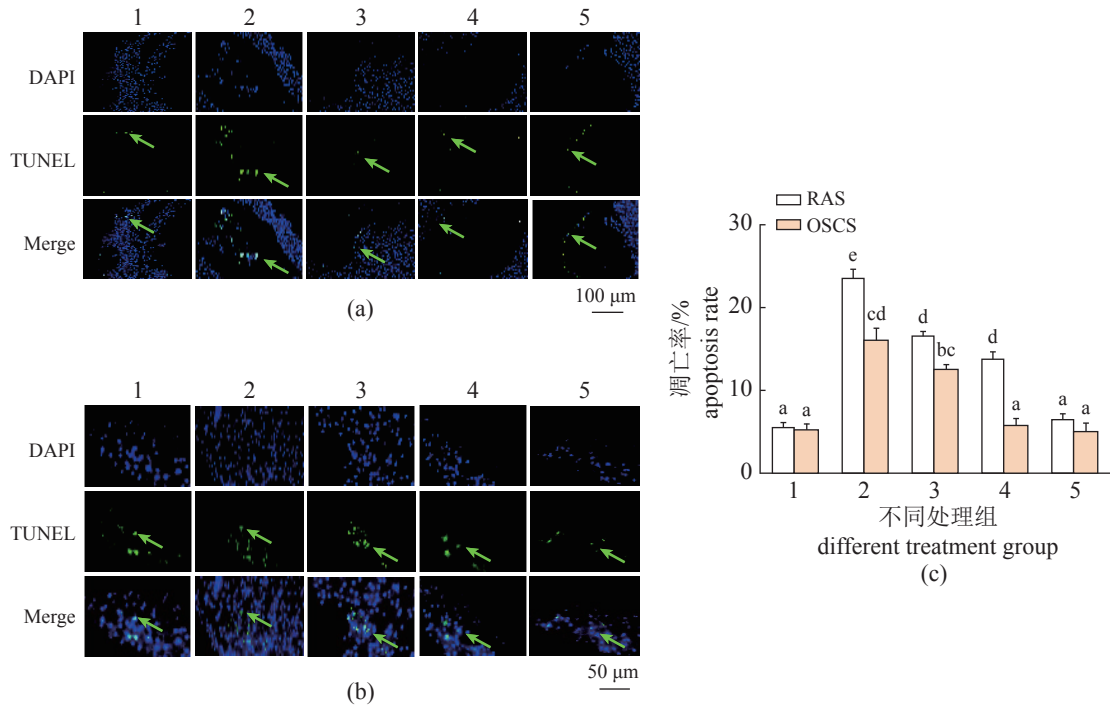 1 2 3 4 5
DAPI
TUNEL
Merge
100 μm
(a)
1 2 3 4 5
DAPI
TUNEL
Merge
50 μm
(b)
RAS
OSCS
30
20
10
0
凋亡率/%
apoptosis rate
a a e cd d bc d a a a
1 2 3 4 5
不同处理组
different treatment group
(c)